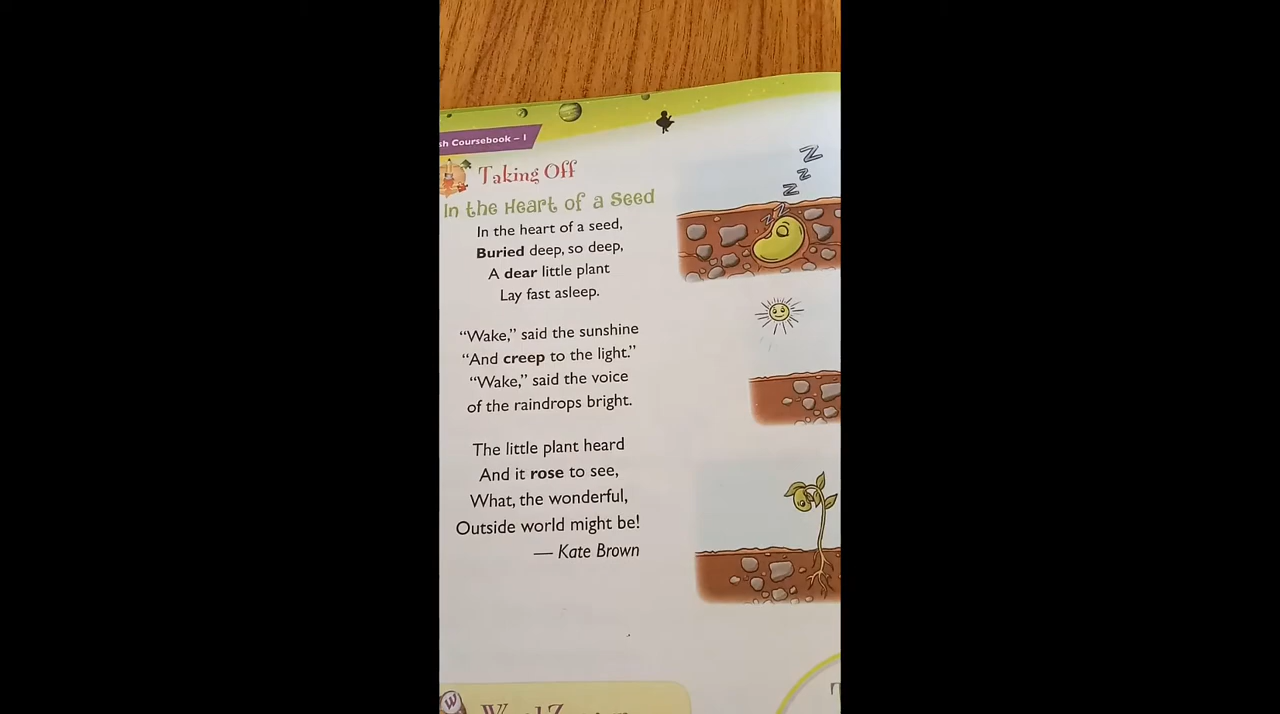 sh Coursebook – 1
Taking Off
In the Heart of a Seed
In the heart of a seed,
Buried deep, so deep,
A dear little plant
Lay fast asleep.
“Wake,” said the sunshine
“And creep to the light.”
“Wake,” said the voice
of the raindrops bright.
The little plant heard
And it rose to see,
What, the wonderful,
Outside world might be!
— Kate Brown
Z
Z
Z
Z
Z
W